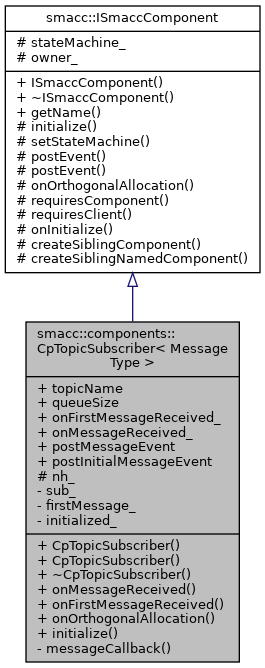 smacc::ISmaccComponent
# stateMachine_
# owner_
+ ISmaccComponent()
+ ~ISmaccComponent()
+ getName()
# initialize()
# setStateMachine()
# postEvent()
# postEvent()
# onOrthogonalAllocation()
# requiresComponent()
# requiresClient()
# onInitialize()
# createSiblingComponent()
# createSiblingNamedComponent()
smacc::components::
CpTopicSubscriber< Message
Type >
+ topicName
+ queueSize
+ onFirstMessageReceived_
+ onMessageReceived_
+ postMessageEvent
+ postInitialMessageEvent
# nh_
- sub_
- firstMessage_
- initialized_
+ CpTopicSubscriber()
+ CpTopicSubscriber()
+ ~CpTopicSubscriber()
+ onMessageReceived()
+ onFirstMessageReceived()
+ onOrthogonalAllocation()
+ initialize()
- messageCallback()